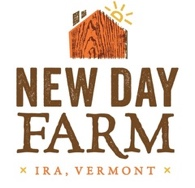 NEW DAY
FARM
× IRA, VERMONT ×